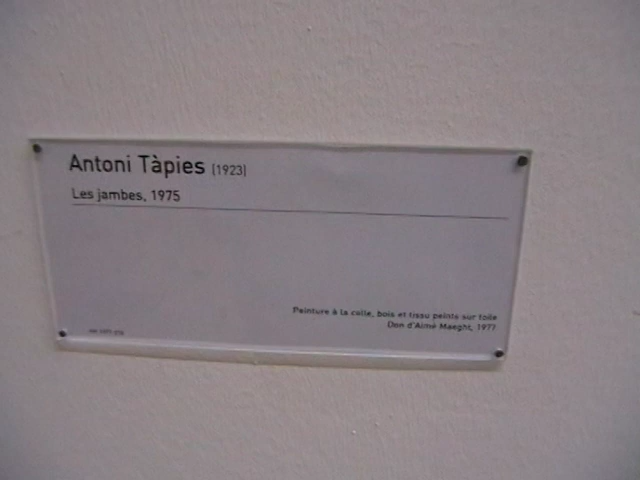 Antoni Tàpies (1923)
Les jambes, 1975
Peinture à la colle, bois et tissu peints sur toile
Don d'Aimé Maeght, 1977